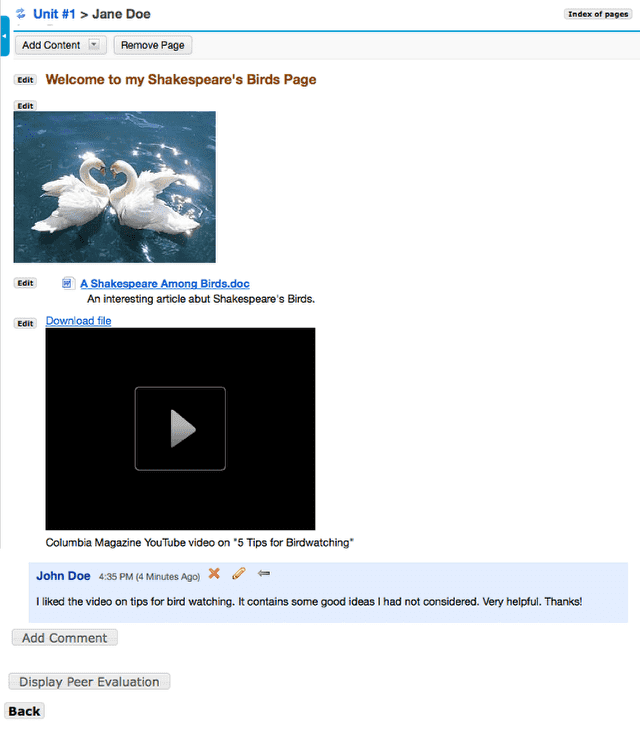 Unit #1 > Jane Doe
Index of pages
Add Content
Remove Page
Edit
Welcome to my Shakespeare's Birds Page
Edit
Edit
A Shakespeare Among Birds.doc
An interesting article abut Shakespeare's Birds.
Edit
Download file
Columbia Magazine YouTube video on "5 Tips for Birdwatching"
John Doe 4:35 PM (4 Minutes Ago)
I liked the video on tips for bird watching. It contains some good ideas I had not considered. Very helpful. Thanks!
Add Comment
Display Peer Evaluation
Back